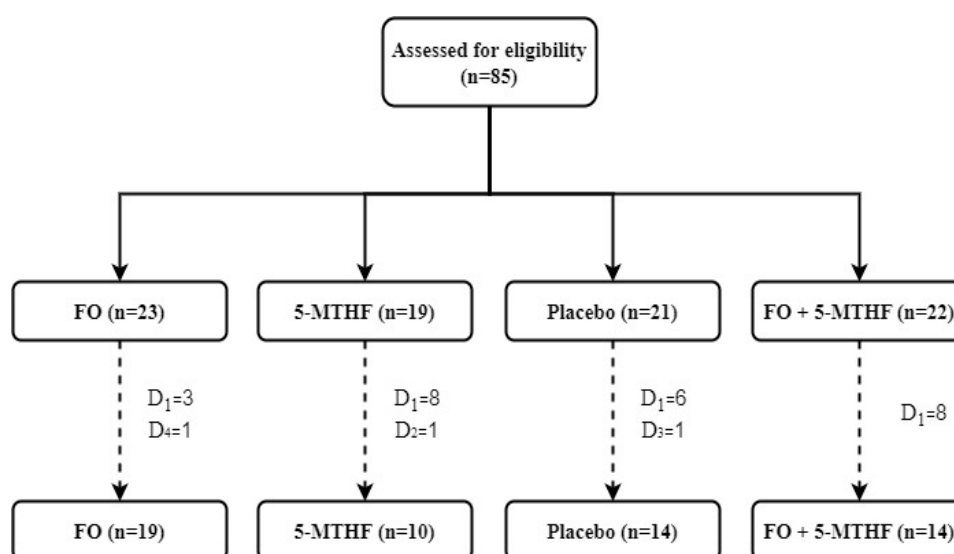 Assessed for eligibility
(n=85)
FO (n=23)
5-MTHF (n=19)
Placebo (n=21)
FO + 5-MTHF (n=22)
D₁=3
D₄=1
D₁=8
D₂=1
D₁=6
D₃=1
D₁=8
FO (n=19)
5-MTHF (n=10)
Placebo (n=14)
FO + 5-MTHF (n=14)